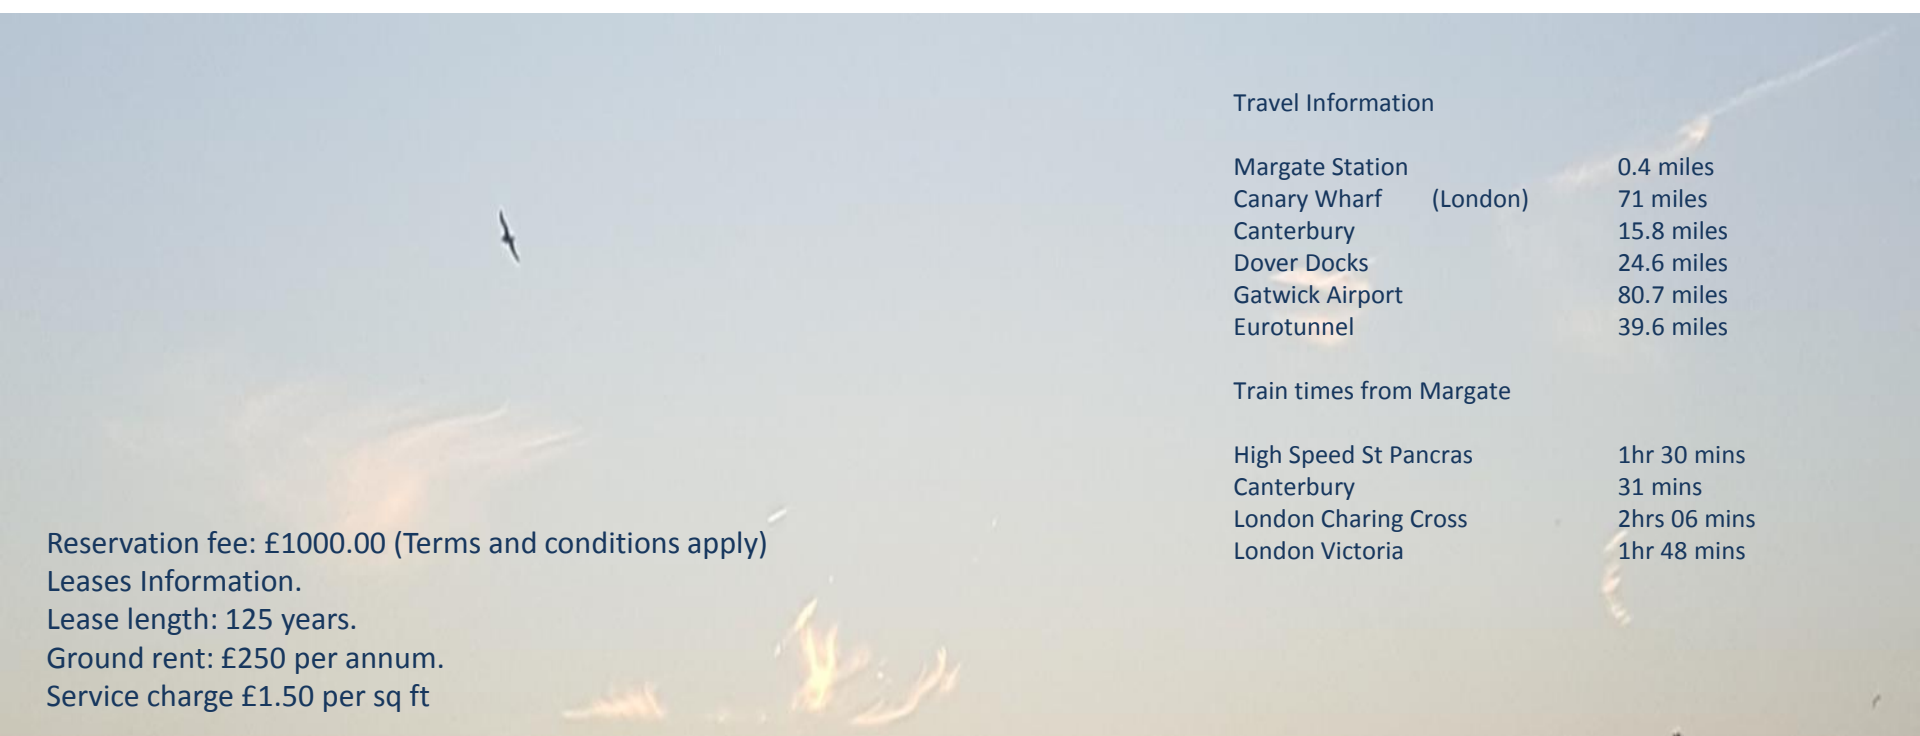 Travel Information
Margate Station 0.4 miles
Canary Wharf (London) 71 miles
Canterbury 15.8 miles
Dover Docks 24.6 miles
Gatwick Airport 80.7 miles
Eurotunnel 39.6 miles
Train times from Margate
High Speed St Pancras 1hr 30 mins
Canterbury 31 mins
London Charing Cross 2hrs 06 mins
London Victoria 1hr 48 mins
Reservation fee: £1000.00 (Terms and conditions apply)
Leases Information.
Lease length: 125 years.
Ground rent: £250 per annum.
Service charge £1.50 per sq ft